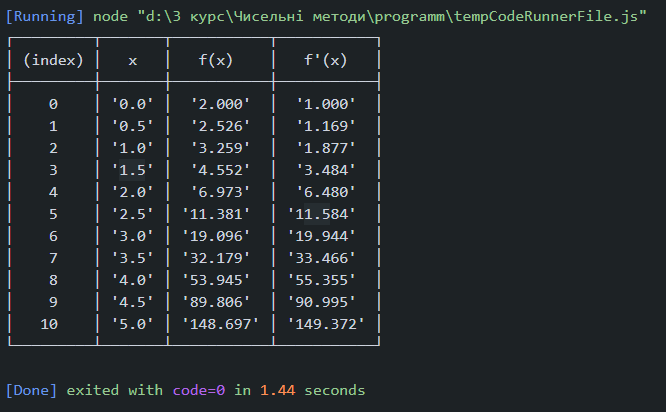 [Running] node "d:\3 курс\Чисельні методи\programm\tempCodeRunnerFile.js"
(index) x f(x) f'(x)
0 '0.0' '2.000' '1.000'
1 '0.5' '2.526' '1.169'
2 '1.0' '3.259' '1.877'
3 '1.5' '4.552' '3.484'
4 '2.0' '6.973' '6.480'
5 '2.5' '11.381' '11.584'
6 '3.0' '19.096' '19.944'
7 '3.5' '32.179' '33.466'
8 '4.0' '53.945' '55.355'
9 '4.5' '89.806' '90.995'
10 '5.0' '148.697' '149.372'
[Done] exited with code=0 in 1.44 seconds